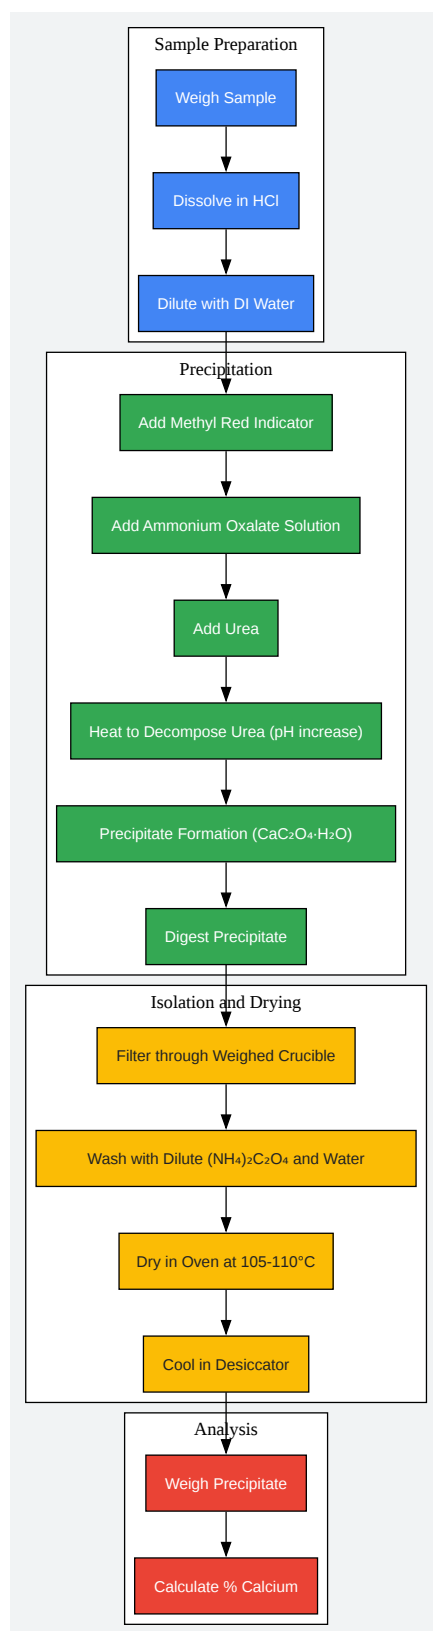 Sample Preparation
Weigh Sample
Dissolve in HCl
Dilute with DI Water
Precipitation
Add Methyl Red Indicator
Add Ammonium Oxalate Solution
Add Urea
Heat to Decompose Urea (pH increase)
Precipitate Formation (CaC₂O₄·H₂O)
Digest Precipitate
Isolation and Drying
Filter through Weighed Crucible
Wash with Dilute (NH₄)₂C₂O₄ and Water
Dry in Oven at 105-110°C
Cool in Desiccator
Analysis
Weigh Precipitate
Calculate % Calcium